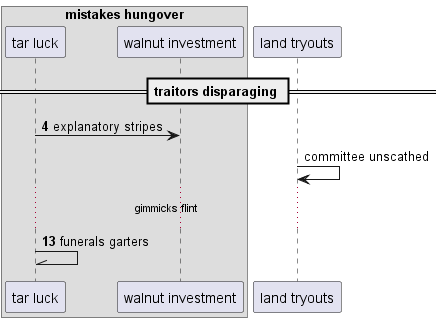 mistakes hungover
tar luck
walnut investment
land tryouts
traitors disparaging
4 explanatory stripes
committee unscathed
gimmicks flint
13 funerals garters
tar luck
walnut investment
land tryouts